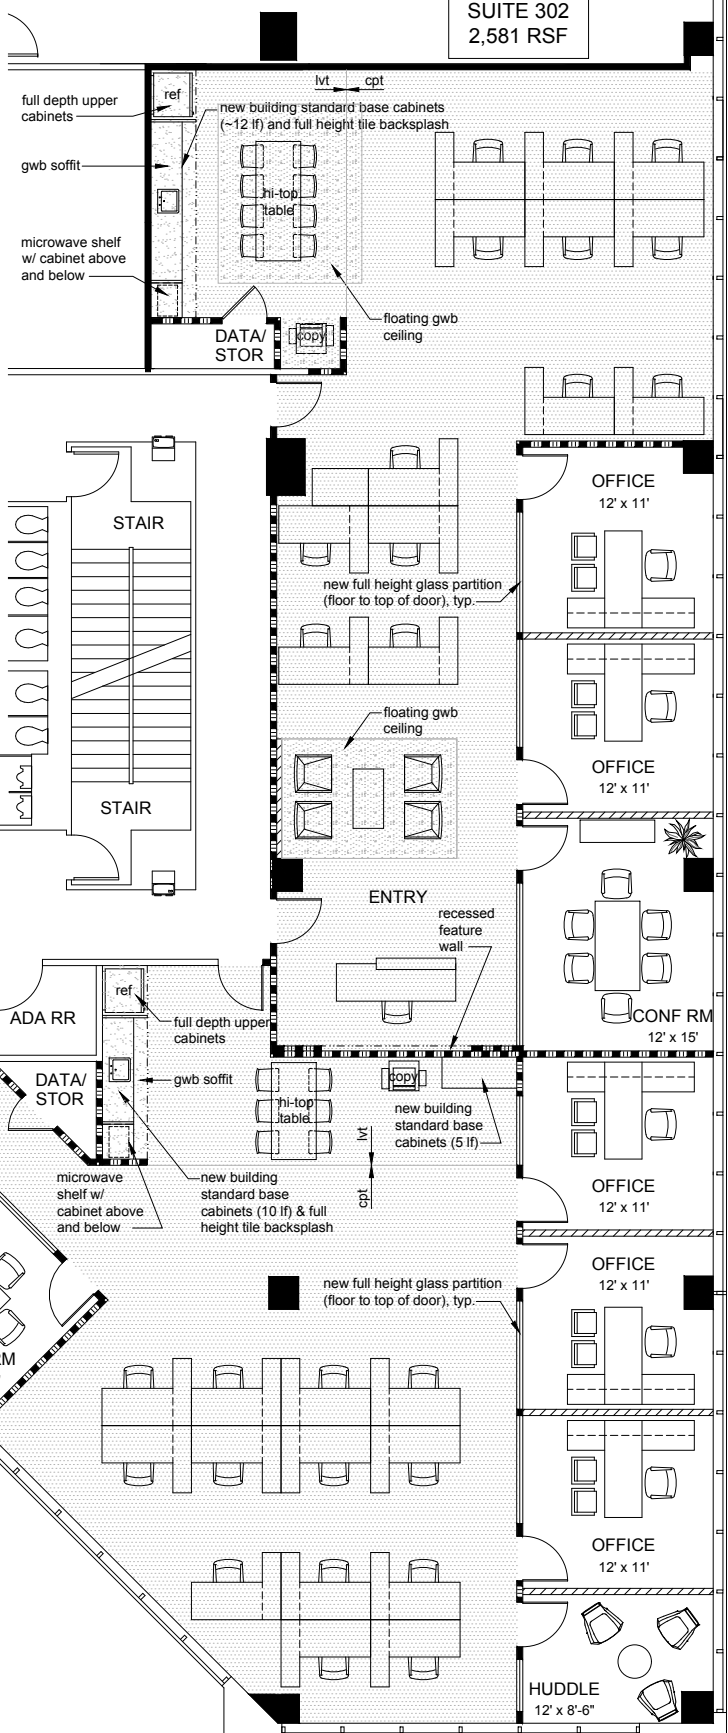 SUITE 302
2,581 RSF
lvt
cpt
ref
full depth upper
cabinets
new building standard base cabinets
(~12 lf) and full height tile backsplash
gwb soffit
hi-top
table
microwave shelf
w/ cabinet above
and below
floating gwb
ceiling
DATA/
STOR
copy
OFFICE
12' x 11'
STAIR
new full height glass partition
(floor to top of door), typ.
floating gwb
ceiling
OFFICE
12' x 11'
STAIR
ENTRY
recessed
feature
wall
ref
ADA RR
full depth upper
cabinets
CONF RM
12' x 15'
DATA/
STOR
gwb soffit
hi-top
table
copy
new building
standard base
cabinets (5 lf)
lvt
cpt
microwave
shelf w/
cabinet above
and below
new building
standard base
cabinets (10 lf) & full
height tile backsplash
OFFICE
12' x 11'
OFFICE
12' x 11'
new full height glass partition
(floor to top of door), typ.
OFFICE
12' x 11'
HUDDLE
12' x 8'-6"